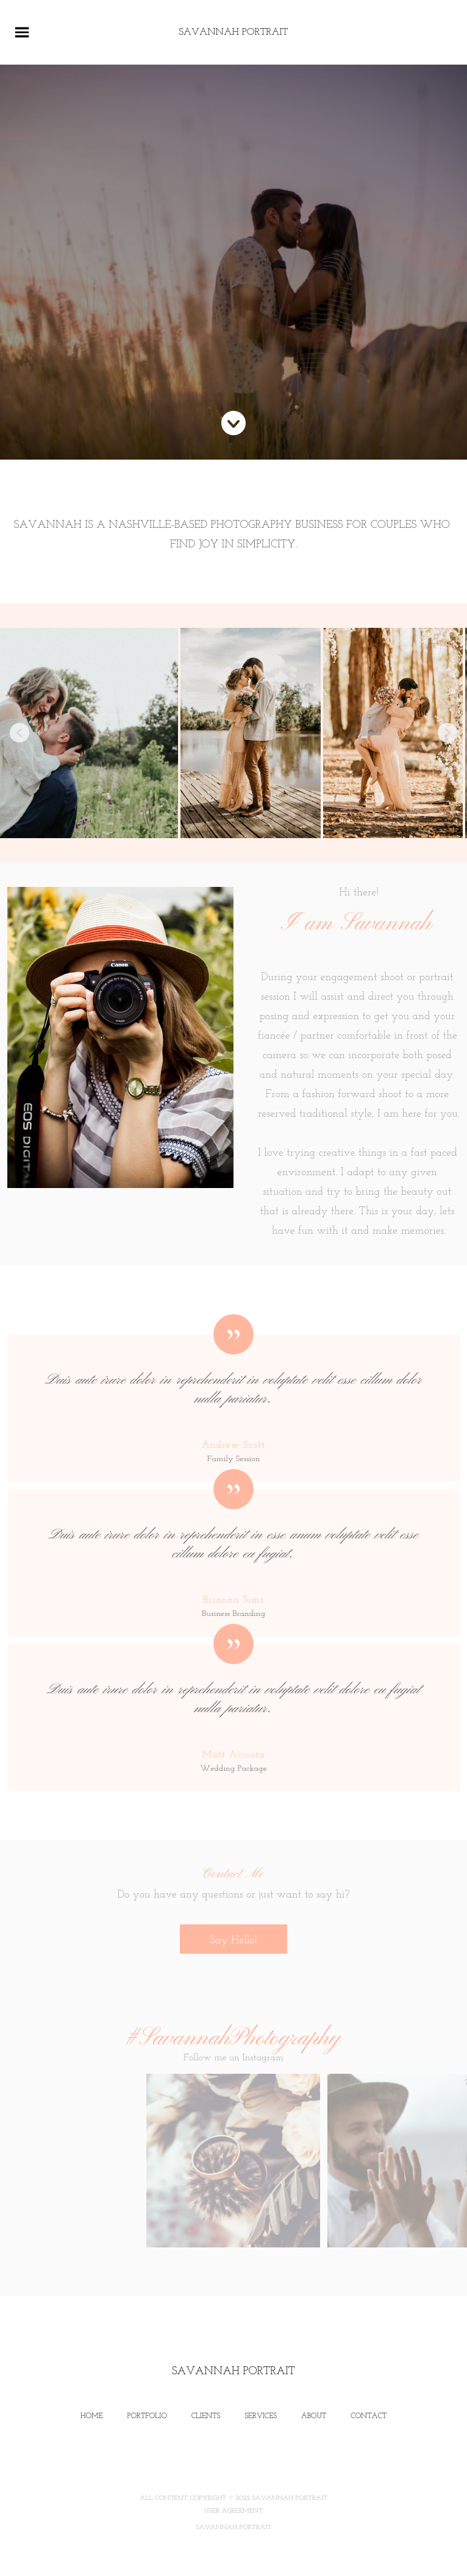 SAVANNAH PORTRAIT
SAVANNAH IS A NASHVILLE-BASED PHOTOGRAPHY BUSINESS FOR COUPLES WHO
FIND JOY IN SIMPLICITY.
Hi there!
I am Savannah
During your engagement shoot or portrait
session I will assist and direct you through
posing and expression to get you and your
fiancée / partner comfortable in front of the
camera so we can incorporate both posed
and natural moments on your special day.
From a fashion forward shoot to a more
reserved traditional style, I am here for you.
I love trying creative things in a fast paced
environment. I adapt to any given
situation and try to bring the beauty out
that is already there. This is your day, lets
have fun with it and make memories.
Canon
EOS DIGITAL
Duis aute irure dolor in reprehenderit in voluptate velit esse cillum dolor
nulla pariatur.
Andrew Scott
Family Session
Duis aute irure dolor in reprehenderit in esse anum voluptate velit esse
cillum dolore eu fugiat.
Brianna Sims
Business Branding
Duis aute irure dolor in reprehenderit in voluptate velit dolore eu fugiat
nulla pariatur.
Matt Accosta
Wedding Package
Contact Me
Do you have any questions or just want to say hi?
Say Hello!
#SavannahPhotography
Follow me on Instagram
SAVANNAH PORTRAIT
HOME PORTFOLIO CLIENTS SERVICES ABOUT CONTACT
ALL CONTENT COPYRIGHT © 2022 SAVANNAH PORTRAIT
USER AGREEMENT
SAVANNAH PORTRAIT